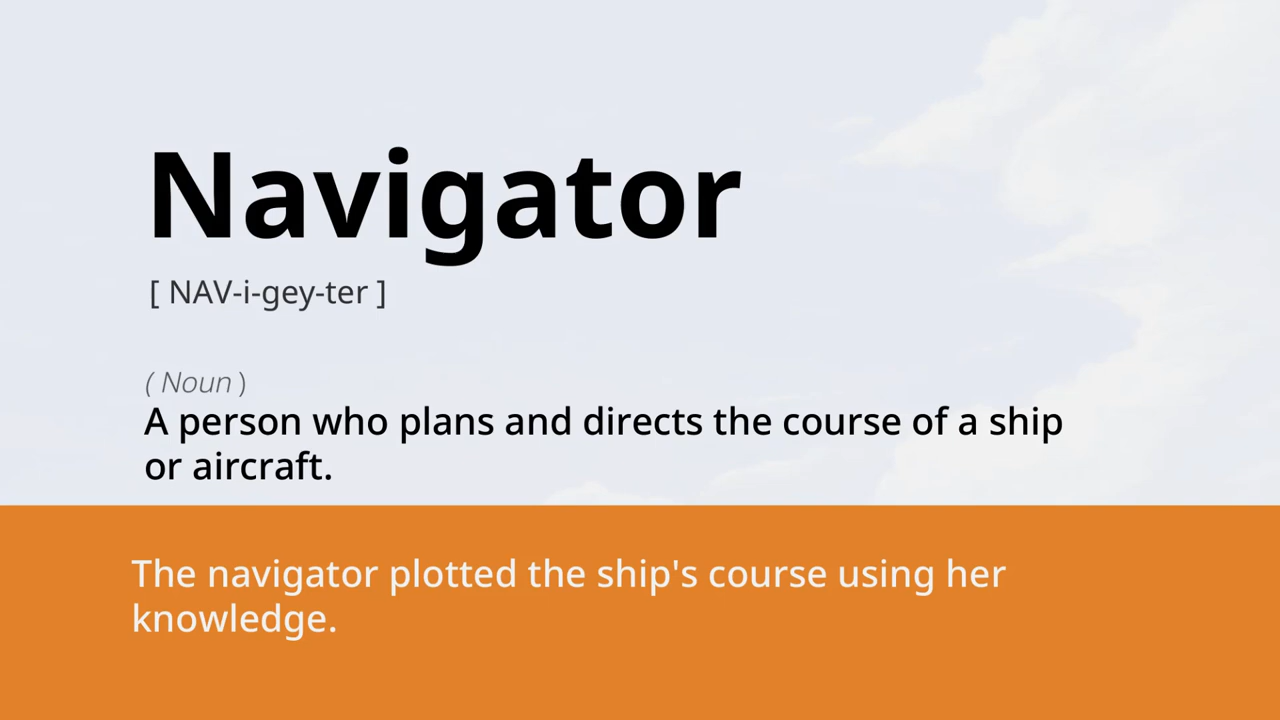 Navigator
[ NAV-i-gey-ter ]
( Noun )
A person who plans and directs the course of a ship
or aircraft.
The navigator plotted the ship's course using her
knowledge.